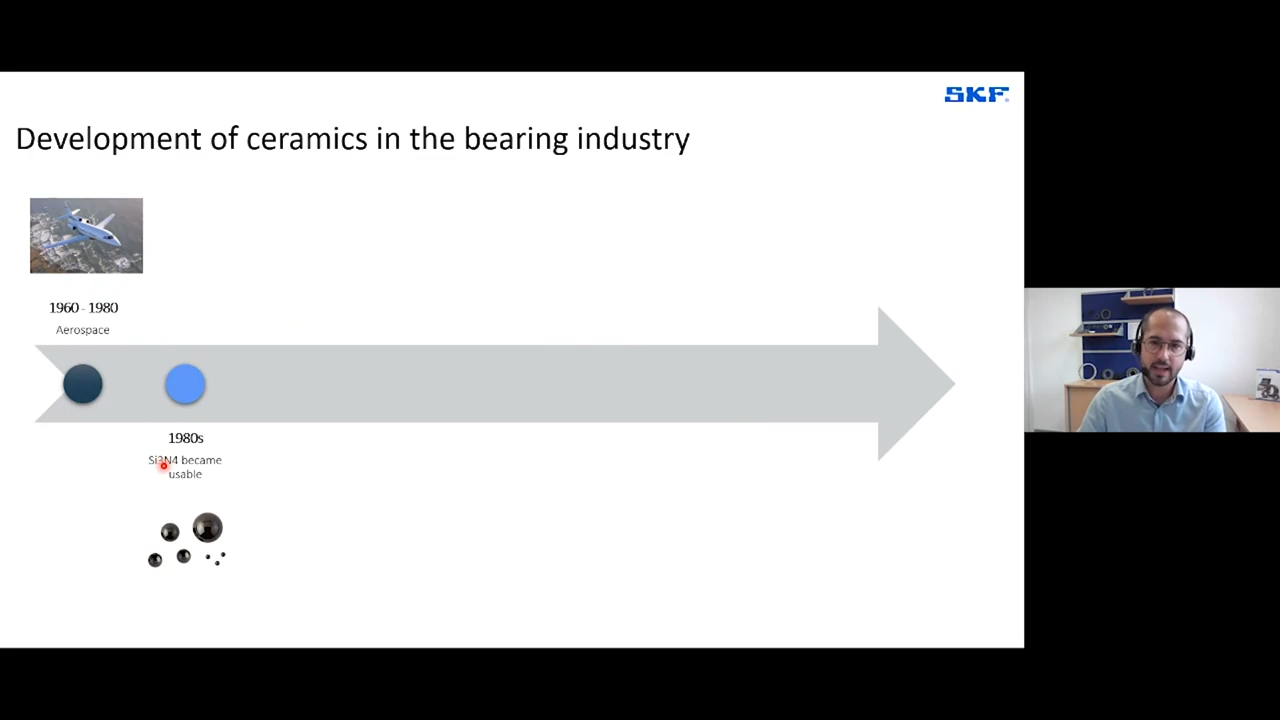 SKF
Development of ceramics in the bearing industry
1960 - 1980
Aerospace
1980s
Si3N4 became
usable